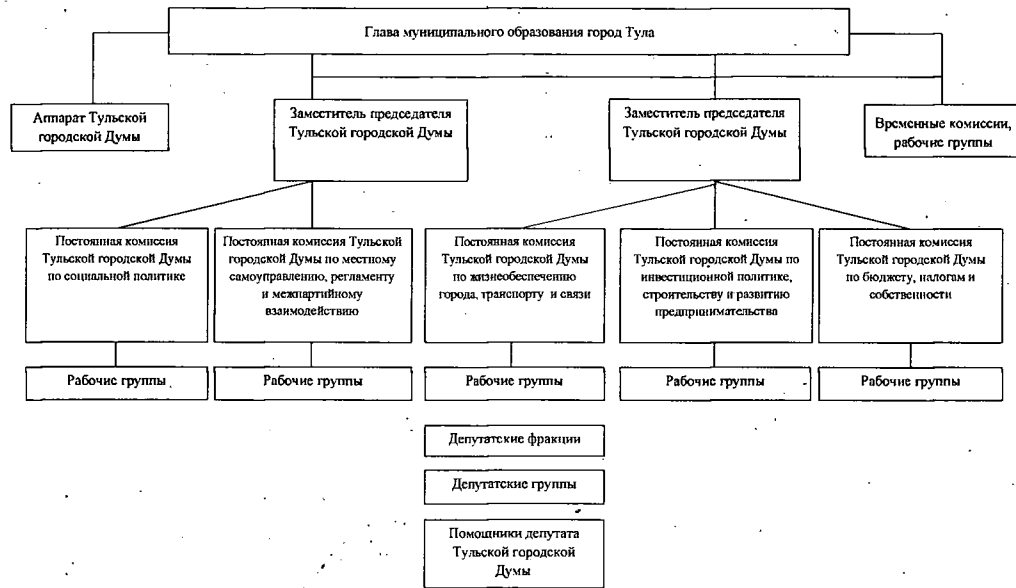 Глава муниципального образования город Тула
Аппарат Тульской
городской Думы
Заместитель председателя
Тульской городской Думы
Заместитель председателя
Тульской городской Думы
Временные комиссии,
рабочие группы
Постоянная комиссия
Тульской городской Думы
по социальной политике
Постоянная комиссия Тульской
городской Думы по местному
самоуправлению, регламенту
и межпартийному
взаимодействию
Постоянная комиссия
Тульской городской Думы
по жизнеобеспечению
города, транспорту и связи
Постоянная комиссия
Тульской городской Думы по
инвестиционной политике,
строительству и развитию
предпринимательства
Постоянная комиссия
Тульской городской Думы
по бюджету, налогам и
собственности
Рабочие группы
Рабочие группы
Рабочие группы
Рабочие группы
Рабочие группы
Депутатские фракции
Депутатские группы
Помощники депутата
Тульской городской
Думы